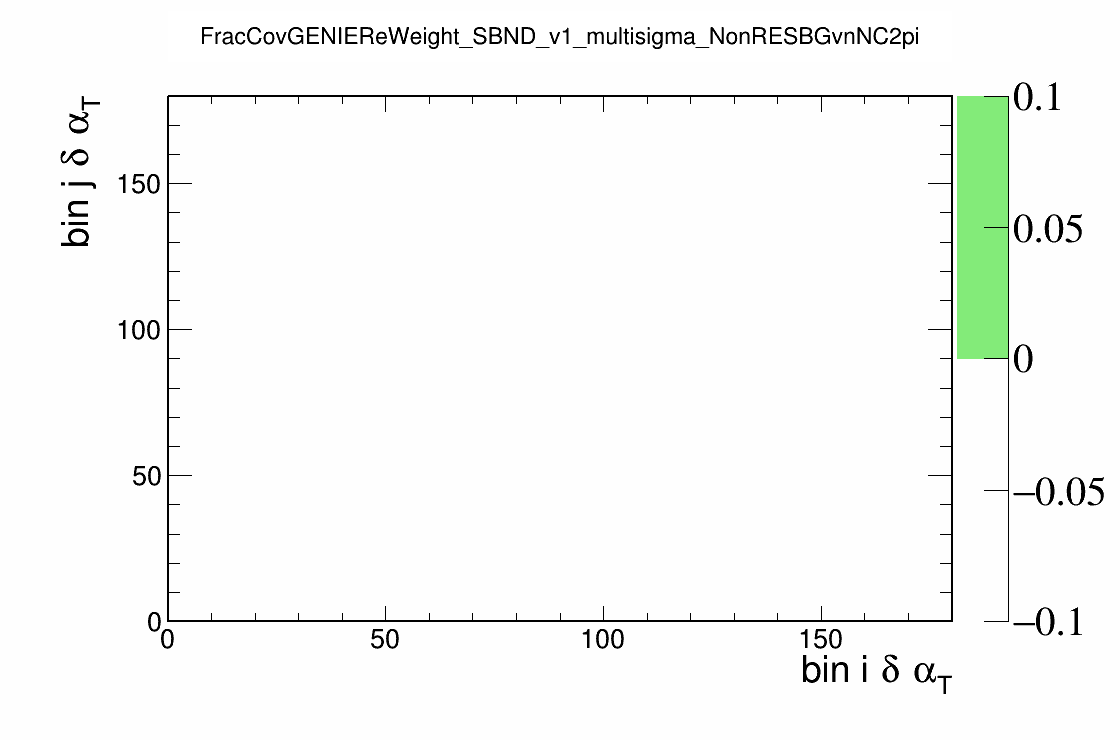 FracCovGENIEReWeight_SBND_v1_multisigma_NonRESBGvnNC2pi
bin j δ α_T
150
100
50
0
0 50 100 150
bin i δ α_T
0.1
0.05
0
−0.05
−0.1